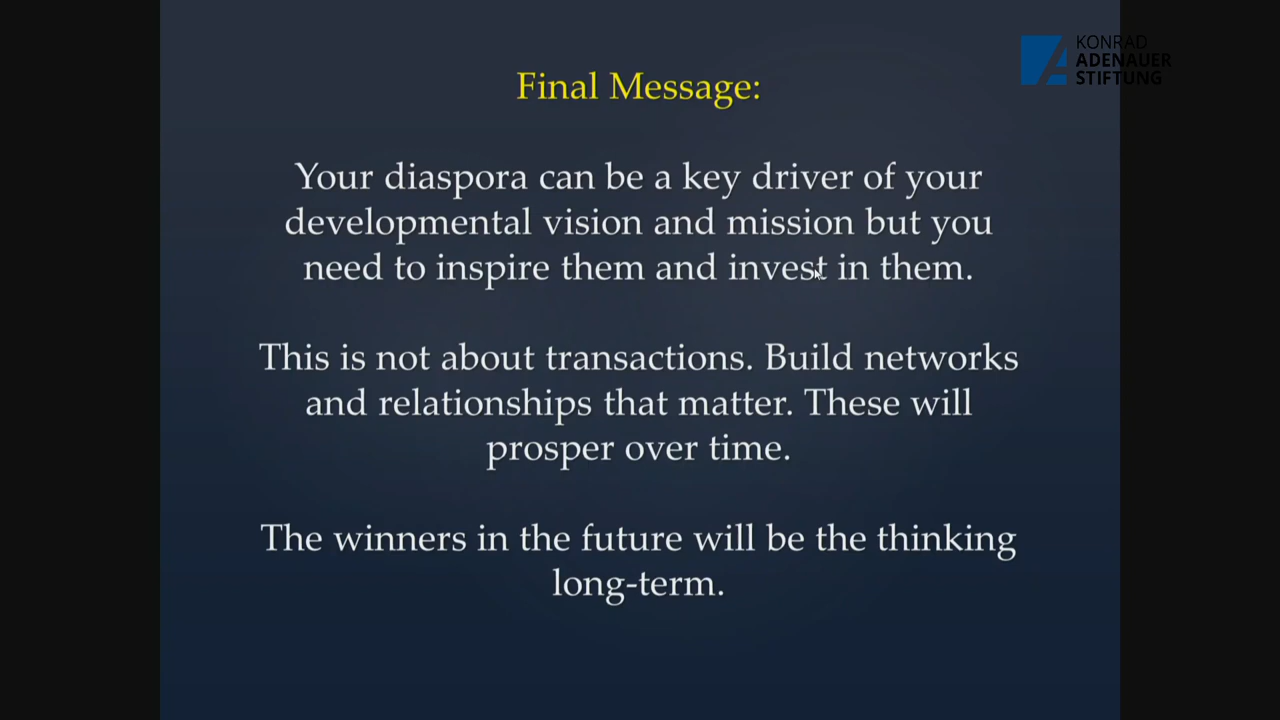 KONRAD
ADENAUER
STIFTUNG
Final Message:
Your diaspora can be a key driver of your
developmental vision and mission but you
need to inspire them and invest in them.
This is not about transactions. Build networks
and relationships that matter. These will
prosper over time.
The winners in the future will be the thinking
long-term.